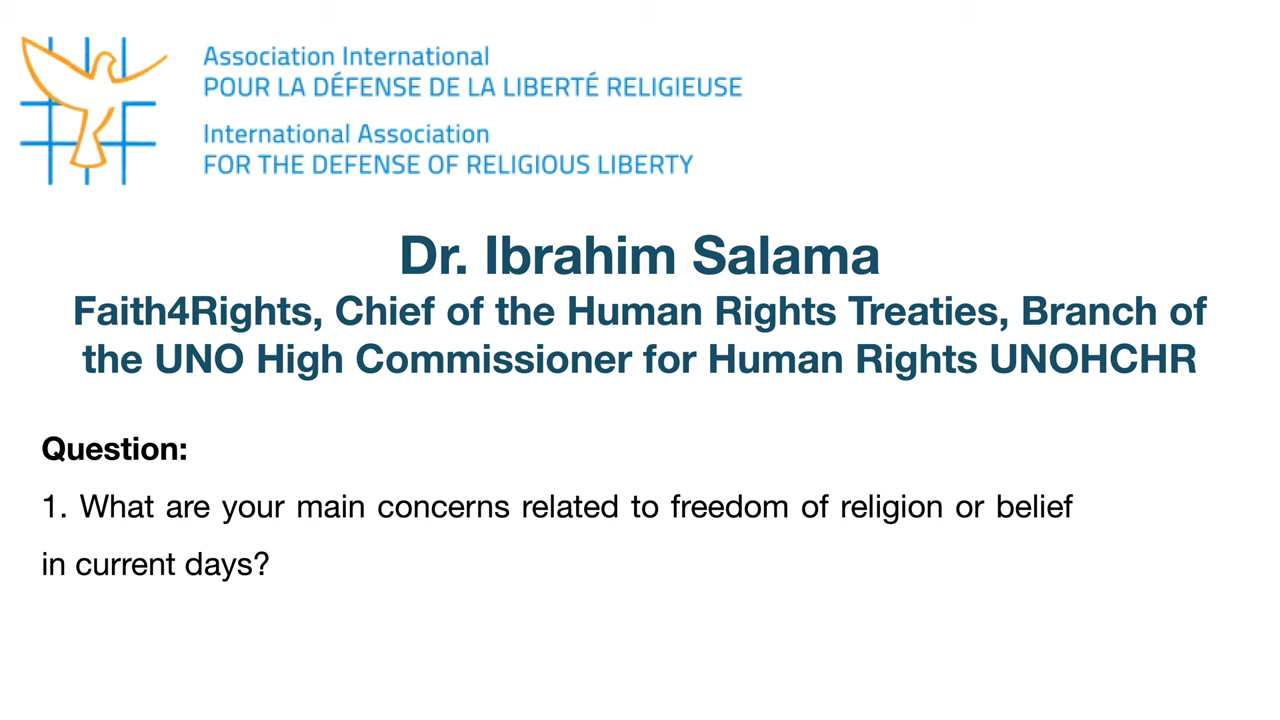 Association International
POUR LA DÉFENSE DE LA LIBERTÉ RELIGIEUSE
International Association
FOR THE DEFENSE OF RELIGIOUS LIBERTY
Dr. Ibrahim Salama
Faith4Rights, Chief of the Human Rights Treaties, Branch of
the UNO High Commissioner for Human Rights UNOHCHR
Question:
1. What are your main concerns related to freedom of religion or belief
in current days?